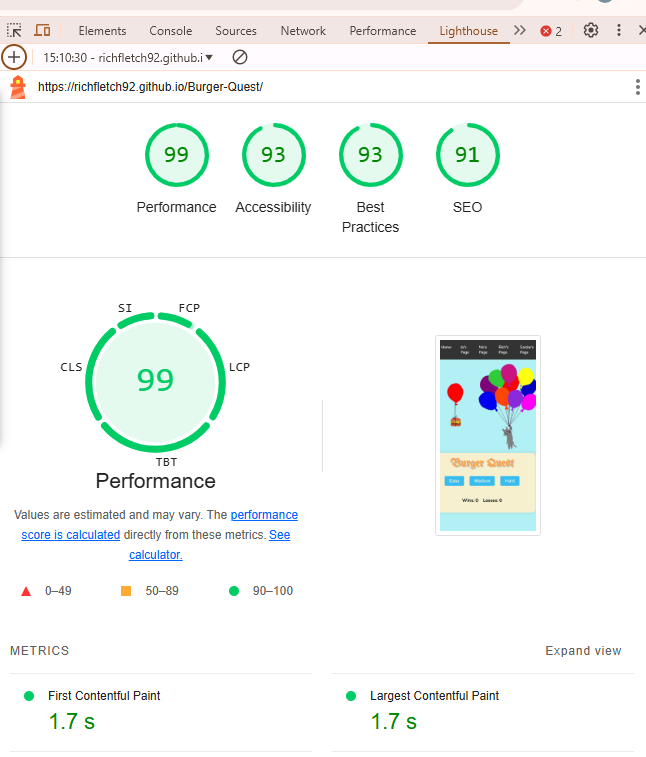 Elements Console Sources Network Performance Lighthouse 2
15:10:30 - richfletch92.github.i
https://richfletch92.github.io/Burger-Quest/
99 93 93 91
Performance Accessibility Best SEO
Practices
SI FCP
CLS LCP
99
TBT
Performance
Values are estimated and may vary. The performance
score is calculated directly from these metrics. See
calculator.
0–49 50–89 90–100
Home Nic's Rich's Sandor's
Page Page Page Page
Burger Quest
Easy Medium Hard
Wins: 0 Losses: 0
METRICS Expand view
First Contentful Paint Largest Contentful Paint
1.7 s 1.7 s